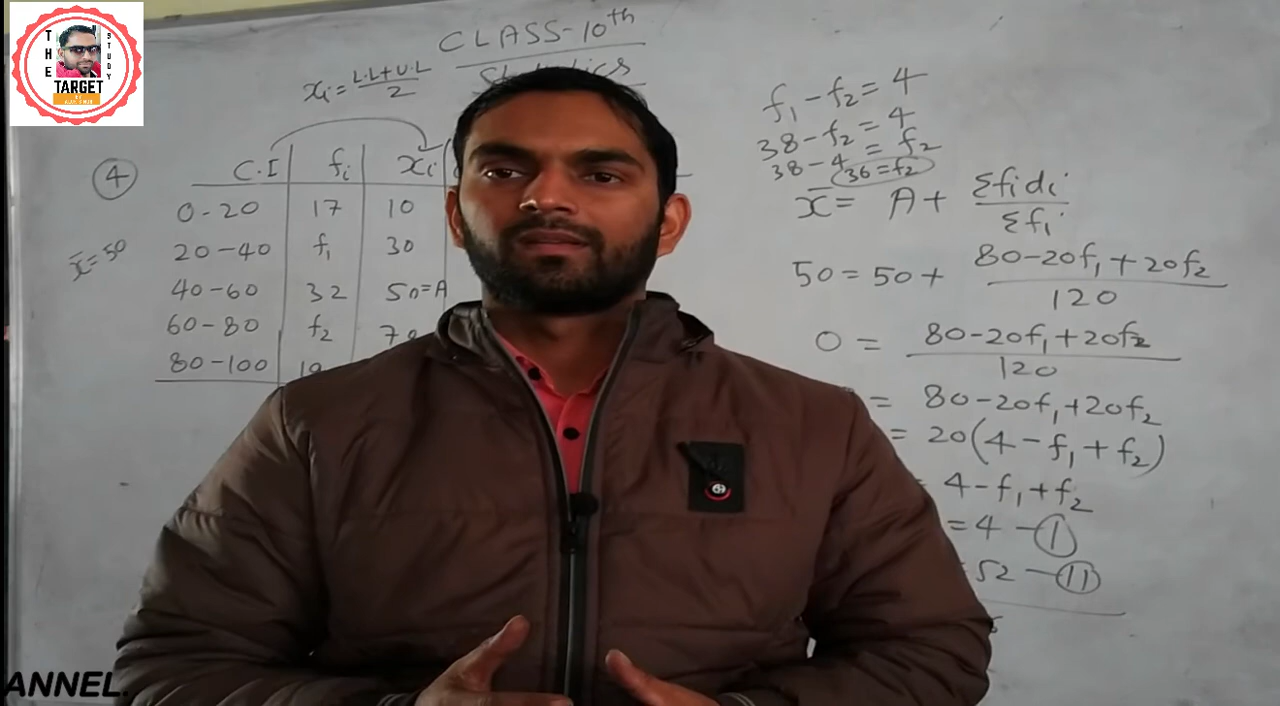 THE
STUDY
TARGET
CLASS-10th
xi = L.L+U.L / 2
④
C.I fi xi
0-20 17 10
20-40 f₁ 30
40-60 32 50=A
60-80 f₂
80-100
x̄=50
f₁ - f₂ = 4
38 - f₂ = 4
38 - 4 = f₂
36 = f₂
x̄ = A + Σfidi / Σfi
50 = 50 + 80-20f₁+20f₂ / 120
0 = 80-20f₁+20f₂ / 120
= 80-20f₁+20f₂
= 20(4-f₁+f₂)
4-f₁+f₂
=4 - ①
52 - ⑪
ANNEL.